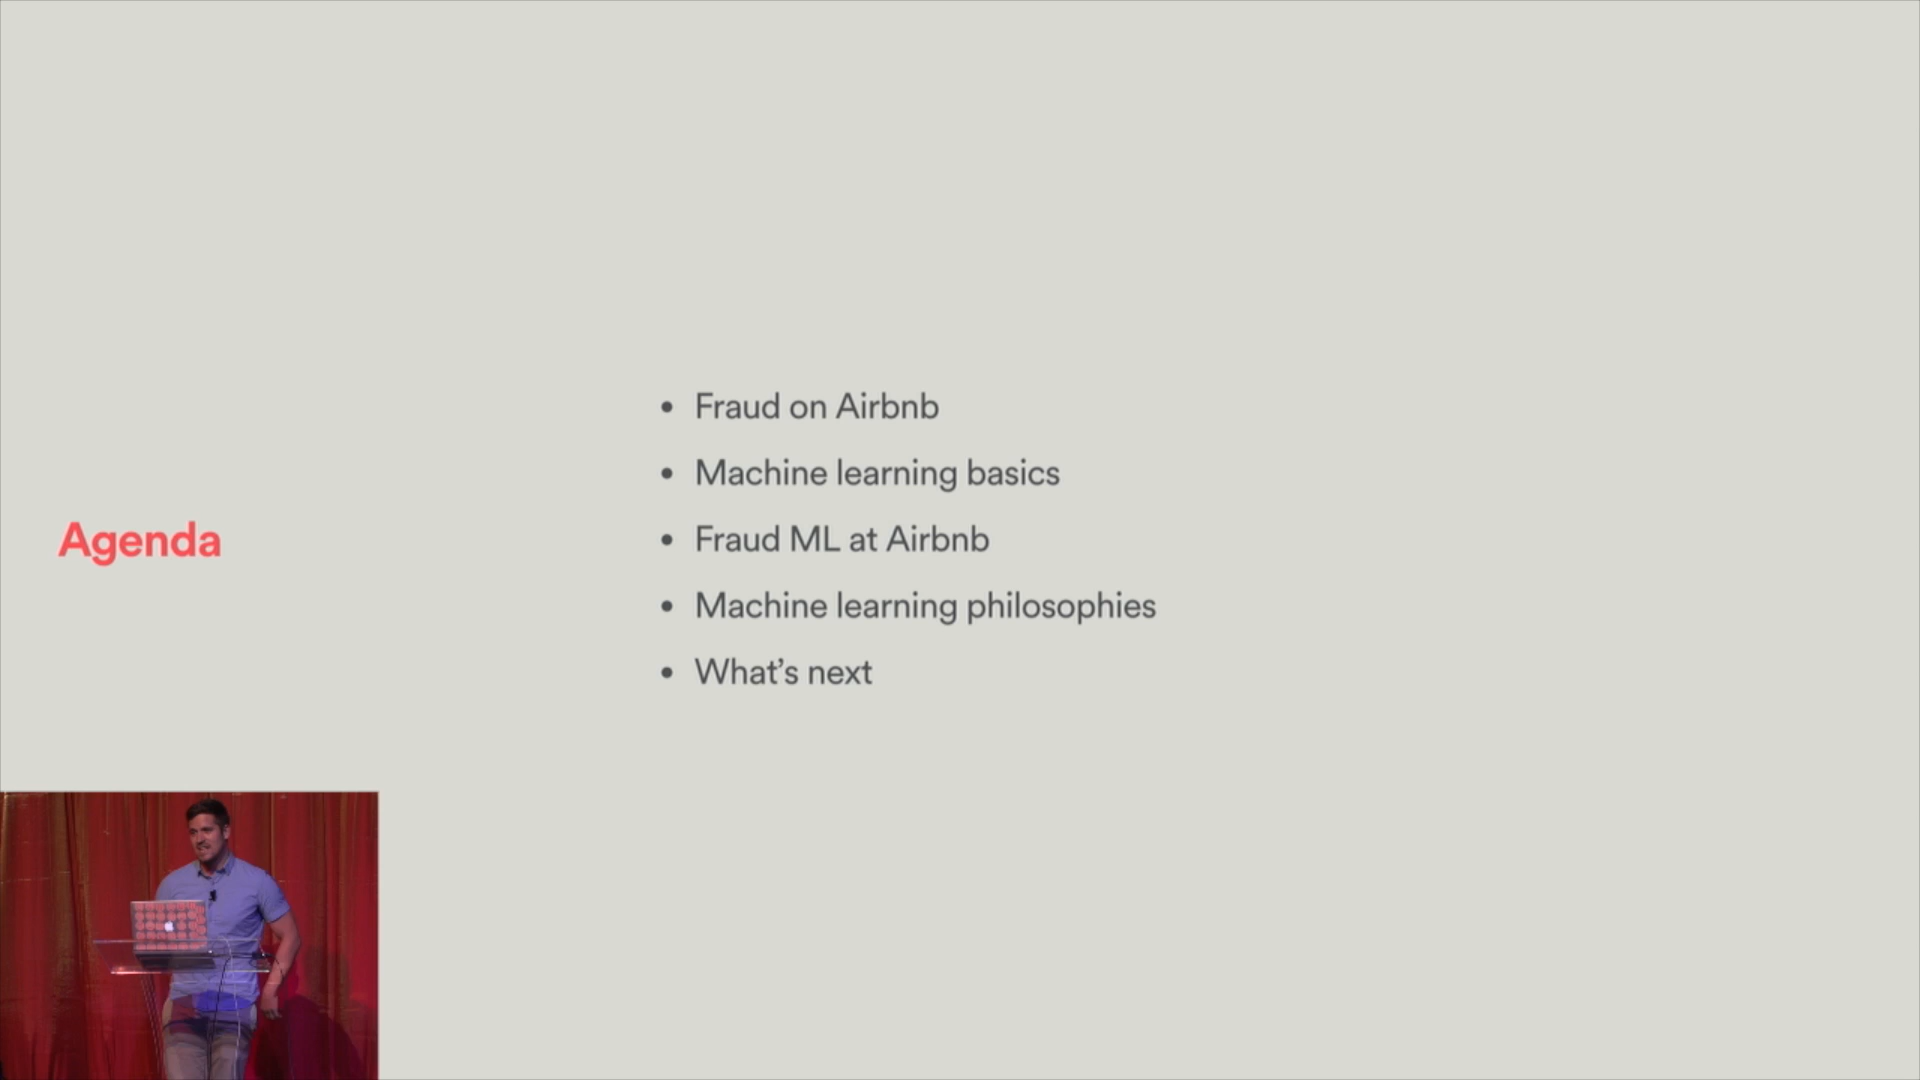 Agenda
• Fraud on Airbnb
• Machine learning basics
• Fraud ML at Airbnb
• Machine learning philosophies
• What’s next